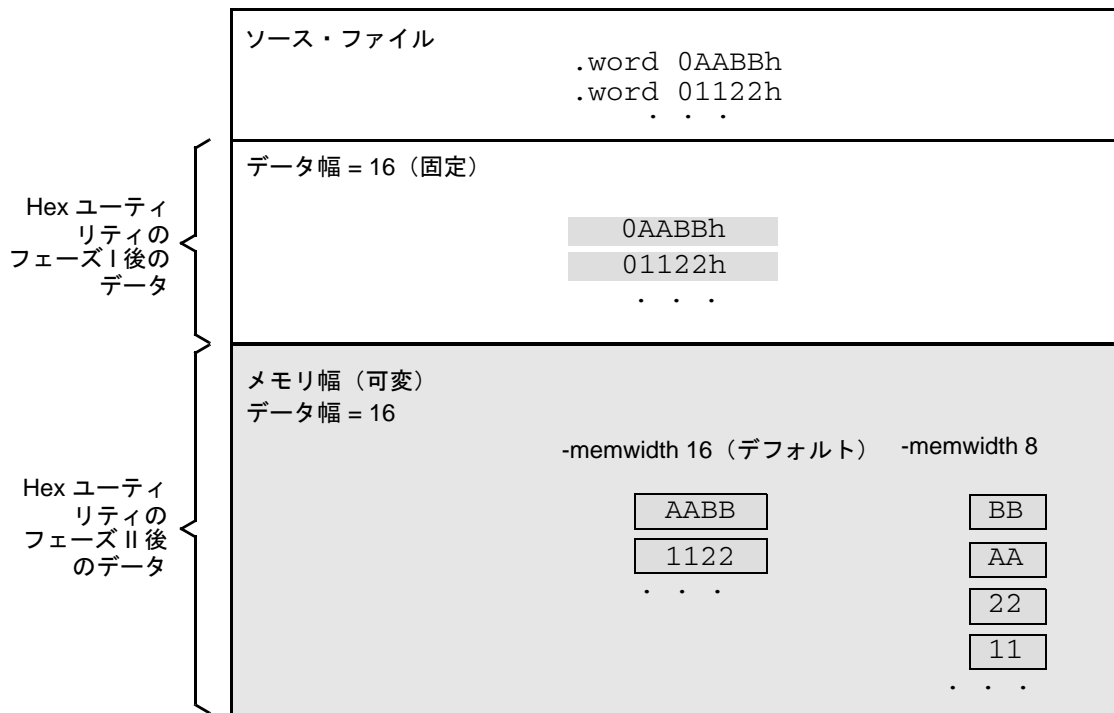 ソース・ファイル
.word 0AABBh
.word 01122h
. . .
Hex ユーティ
リティの
フェーズ I 後の
データ
データ幅 = 16（固定）
0AABBh
01122h
. . .
Hex ユーティ
リティの
フェーズ II 後
のデータ
メモリ幅（可変）
データ幅 = 16
-memwidth 16（デフォルト）
AABB
1122
. . .
-memwidth 8
BB
AA
22
11
. . .